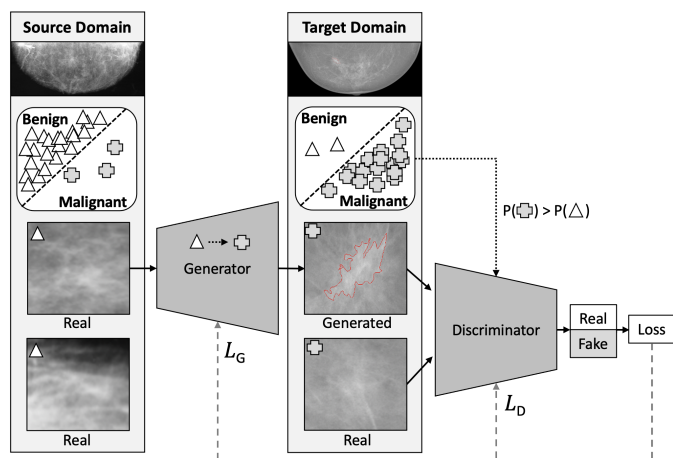 Source Domain
Benign
Malignant
Real
Real
Generator
L_G
Target Domain
Benign
Malignant
Generated
Real
P(✚) > P(△)
Discriminator
L_D
Real
Fake
Loss